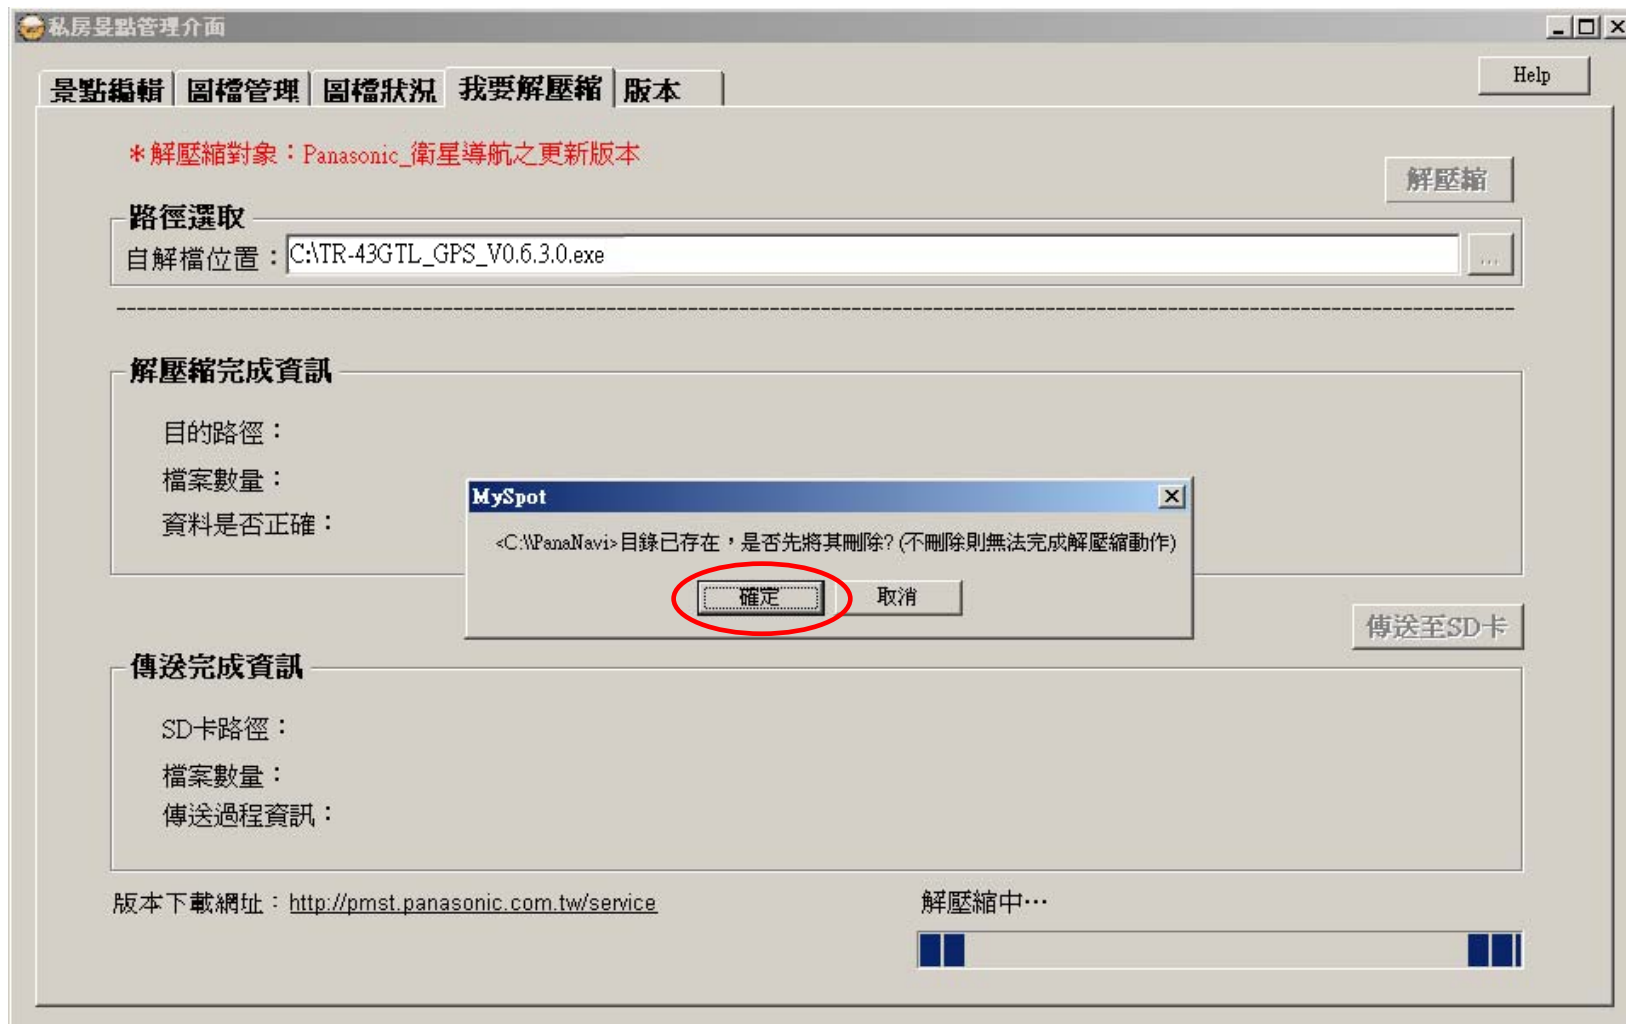 私房景點管理介面
景點編輯 圖檔管理 圖檔狀況 我要解壓縮 版本
Help
*解壓縮對象：Panasonic_衛星導航之更新版本
解壓縮
路徑選取
自解檔位置：C:\TR-43GTL_GPS_V0.6.3.0.exe ...
解壓縮完成資訊
目的路徑：
檔案數量：
資料是否正確：
MySpot
<C:\\PanaNavi>目錄已存在，是否先將其刪除? (不刪除則無法完成解壓縮動作)
確定 取消
傳送至SD卡
傳送完成資訊
SD卡路徑：
檔案數量：
傳送過程資訊：
版本下載網址：http://pmst.panasonic.com.tw/service
解壓縮中…